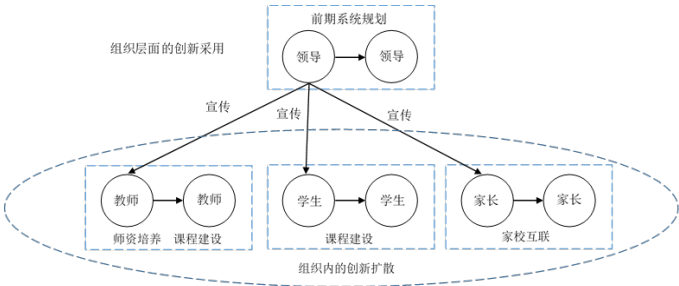 前期系统规划
组织层面的创新采用
领导 领导
宣传 宣传 宣传
教师 教师 学生 学生 家长 家长
师资培养 课程建设 课程建设 家校互联
组织内的创新扩散